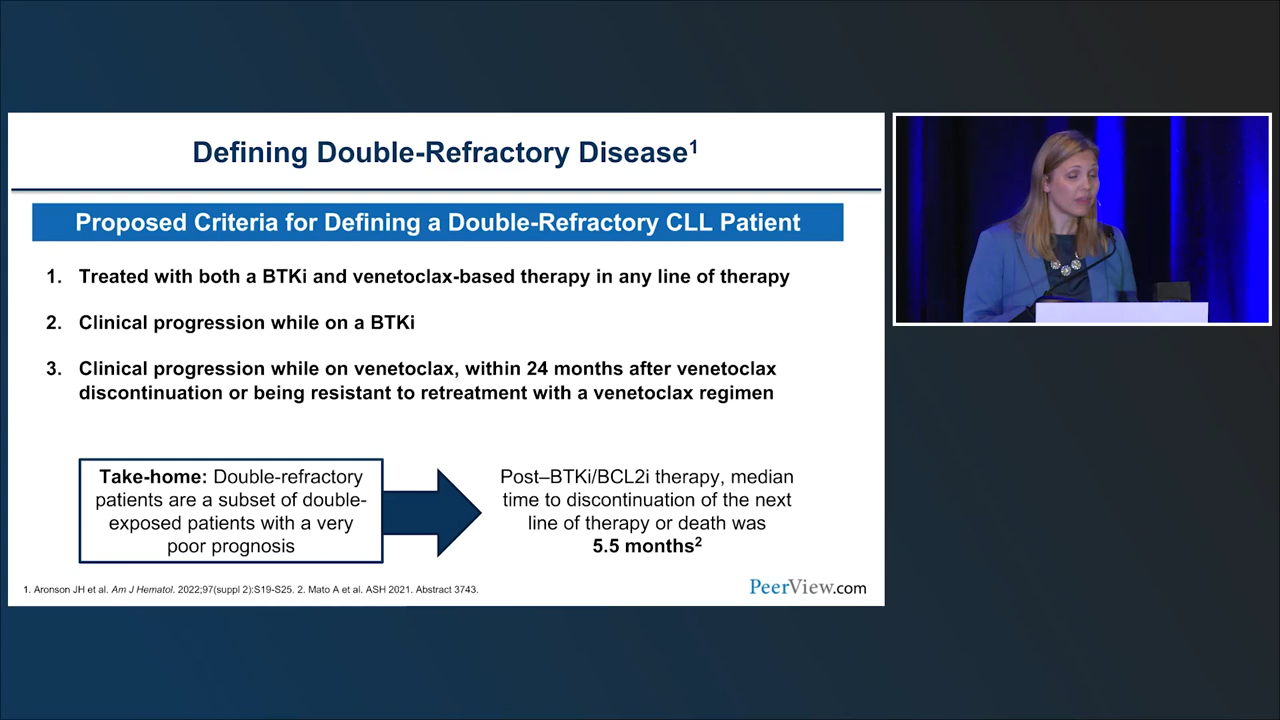 Defining Double-Refractory Disease1
Proposed Criteria for Defining a Double-Refractory CLL Patient
1. Treated with both a BTKi and venetoclax-based therapy in any line of therapy
2. Clinical progression while on a BTKi
3. Clinical progression while on venetoclax, within 24 months after venetoclax
discontinuation or being resistant to retreatment with a venetoclax regimen
Take-home: Double-refractory
patients are a subset of double-
exposed patients with a very
poor prognosis
Post–BTKi/BCL2i therapy, median
time to discontinuation of the next
line of therapy or death was
5.5 months2
1. Aronson JH et al. Am J Hematol. 2022;97(suppl 2):S19-S25. 2. Mato A et al. ASH 2021. Abstract 3743.
PeerView.com